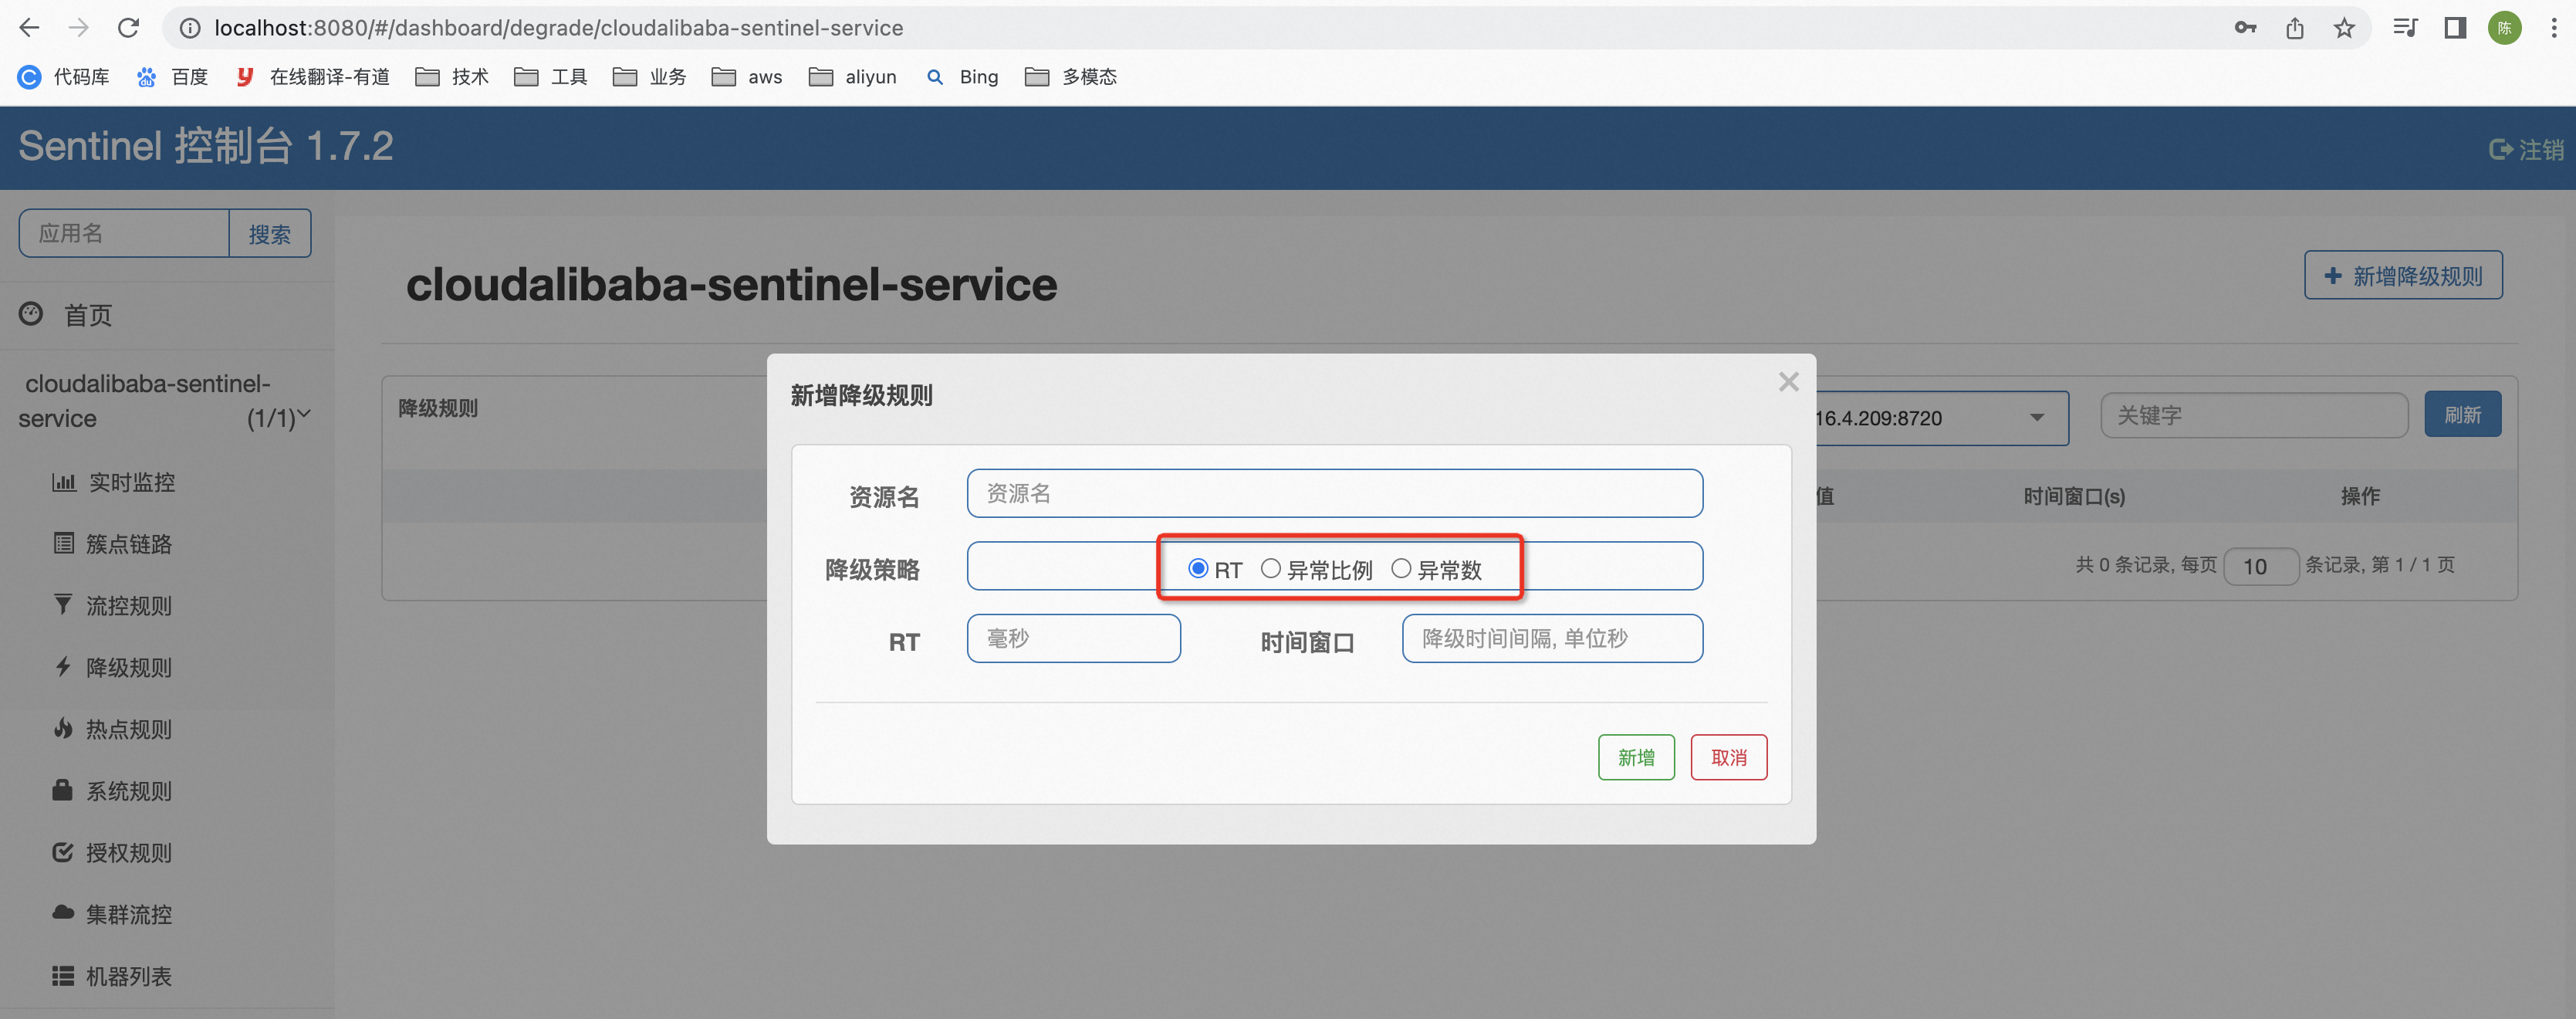 localhost:8080/#/dashboard/degrade/cloudalibaba-sentinel-service
陈
代码库 百度 在线翻译-有道 技术 工具 业务 aws aliyun Bing 多模态
Sentinel 控制台 1.7.2
注销
应用名 搜索
首页
cloudalibaba-sentinel-service (1/1)
实时监控
簇点链路
流控规则
降级规则
热点规则
系统规则
授权规则
集群流控
机器列表
cloudalibaba-sentinel-service
新增降级规则
降级规则
16.4.209:8720 关键字 刷新
值 时间窗口(s) 操作
共 0 条记录, 每页 10 条记录, 第 1 / 1 页
新增降级规则
资源名 资源名
降级策略 RT 异常比例 异常数
RT 毫秒 时间窗口 降级时间间隔, 单位秒
新增 取消